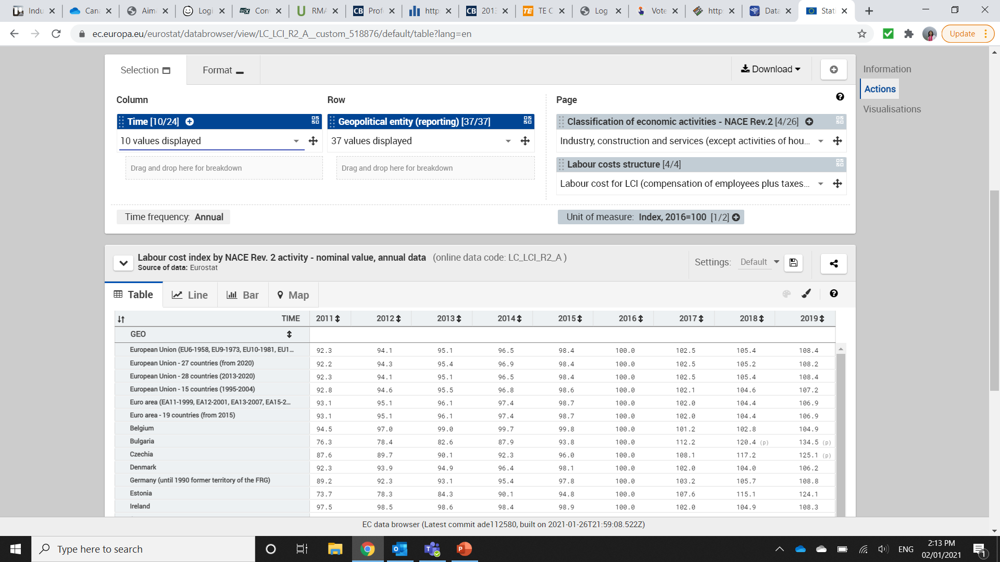 Indu
Cana
Aim
Logi
Con
RMA
CB Prof
http
CB 2013
TE TE C
Log
Vote
http
Data
Stati
ec.europa.eu/eurostat/databrowser/view/LC_LCI_R2_A__custom_518876/default/table?lang=en
Update
Selection
Format
Download
Information
Actions
Visualisations
Column
Row
Page
Time [10/24]
Geopolitical entity (reporting) [37/37]
Classification of economic activities - NACE Rev.2 [4/26]
10 values displayed
37 values displayed
Industry, construction and services (except activities of hou...
Drag and drop here for breakdown
Drag and drop here for breakdown
Labour costs structure [4/4]
Labour cost for LCI (compensation of employees plus taxes...
Time frequency: Annual
Unit of measure: Index, 2016=100 [1/2]
Labour cost index by NACE Rev. 2 activity - nominal value, annual data (online data code: LC_LCI_R2_A )
Source of data: Eurostat
Settings: Default
Table
Line
Bar
Map
TIME 2011 2012 2013 2014 2015 2016 2017 2018 2019
GEO
European Union (EU6-1958, EU9-1973, EU10-1981, EU1... 92.3 94.1 95.1 96.5 98.4 100.0 102.5 105.4 108.4
European Union - 27 countries (from 2020) 92.2 94.3 95.4 96.9 98.4 100.0 102.5 105.2 108.2
European Union - 28 countries (2013-2020) 92.3 94.1 95.1 96.5 98.4 100.0 102.5 105.4 108.4
European Union - 15 countries (1995-2004) 92.8 94.6 95.5 96.8 98.6 100.0 102.1 104.6 107.2
Euro area (EA11-1999, EA12-2001, EA13-2007, EA15-2... 93.1 95.1 96.1 97.4 98.7 100.0 102.0 104.4 106.9
Euro area - 19 countries (from 2015) 93.1 95.1 96.1 97.4 98.7 100.0 102.0 104.4 106.9
Belgium 94.5 97.0 99.0 99.7 99.8 100.0 101.2 102.8 104.9
Bulgaria 76.3 78.4 82.6 87.9 93.8 100.0 112.2 120.4 (p) 134.5 (p)
Czechia 87.6 89.7 90.1 92.3 96.0 100.0 108.1 117.2 125.1 (p)
Denmark 92.3 93.9 94.9 96.4 98.1 100.0 102.0 104.0 106.2
Germany (until 1990 former territory of the FRG) 89.2 92.3 93.1 95.4 97.8 100.0 103.2 105.7 108.8
Estonia 73.7 78.3 84.3 90.1 94.8 100.0 107.6 115.1 124.1
Ireland 97.5 98.5 98.6 98.4 98.9 100.0 102.0 104.9 108.3
EC data browser (Latest commit ade112580, built on 2021-01-26T21:59:08.522Z)
Type here to search
ENG
2:13 PM
02/01/2021
1